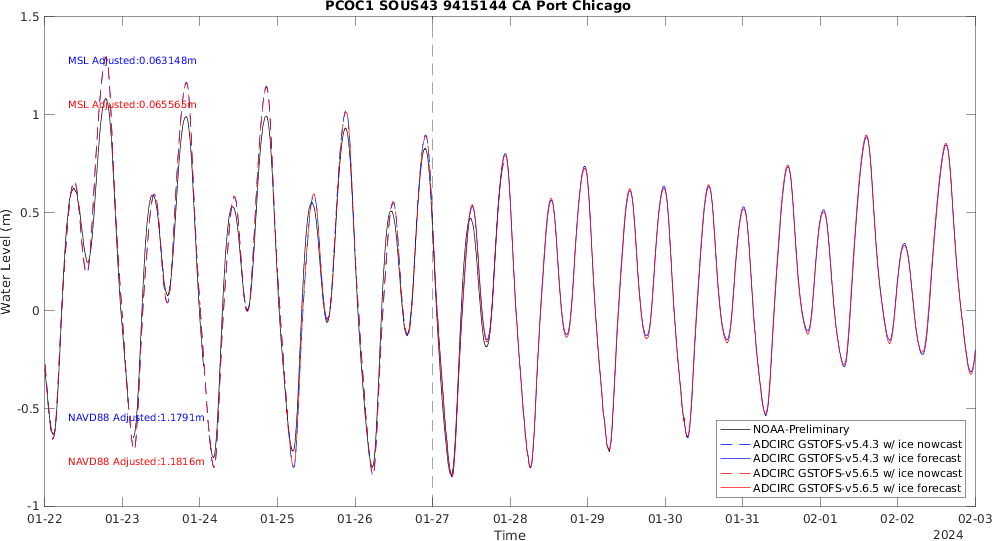 PCOC1 SOUS43 9415144 CA Port Chicago
1.5
1
0.5
0
-0.5
-1
Water Level (m)
MSL Adjusted:0.063148m
MSL Adjusted:0.065565m
NAVD88 Adjusted:1.1791m
NAVD88 Adjusted:1.1816m
NOAA-Preliminary
ADCIRC GSTOFS-v5.4.3 w/ ice nowcast
ADCIRC GSTOFS-v5.4.3 w/ ice forecast
ADCIRC GSTOFS-v5.6.5 w/ ice nowcast
ADCIRC GSTOFS-v5.6.5 w/ ice forecast
01-22 01-23 01-24 01-25 01-26 01-27 01-28 01-29 01-30 01-31 02-01 02-02 02-03
Time
2024